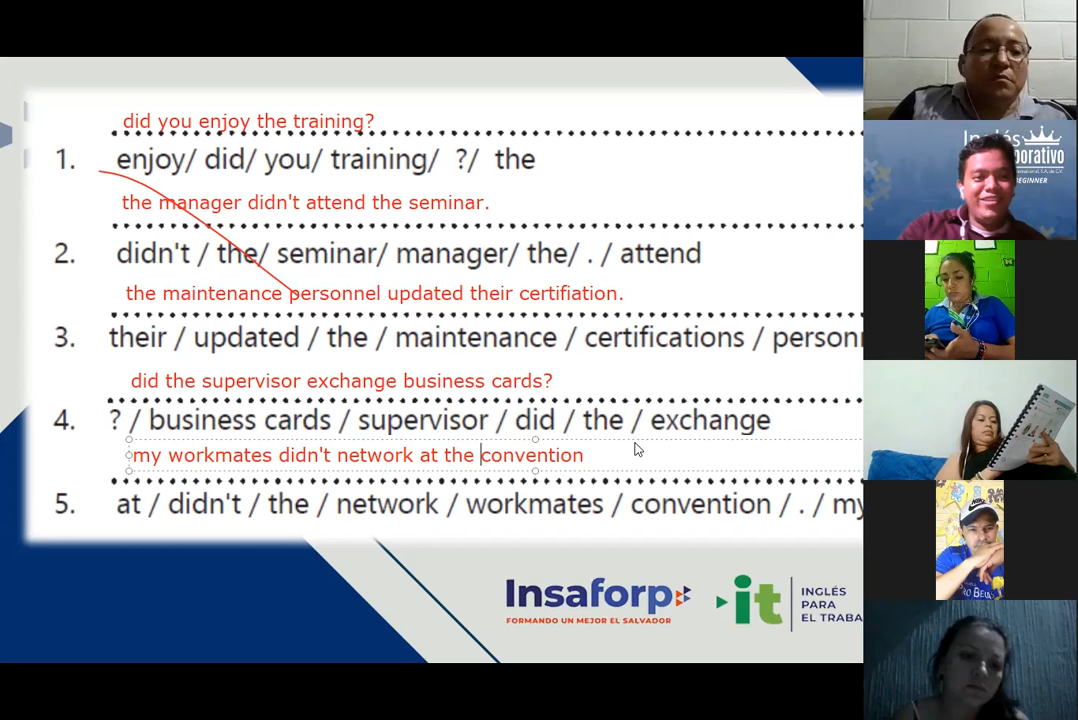 did you enjoy the training?
1. enjoy/ did/ you/ training/ ?/ the
the manager didn't attend the seminar.
2. didn't / the/ seminar/ manager/ the/ . / attend
the maintenance personnel updated their certifiation.
3. their / updated / the / maintenance / certifications / personn
did the supervisor exchange business cards?
4. ? / business cards / supervisor / did / the / exchange
my workmates didn't network at the convention
5. at / didn't / the / network / workmates / convention / . / my
Insaforp
FORMANDO UN MEJOR EL SALVADOR
it
INGLÉS
PARA
EL TRABA
Inglés
porativo
BEGINNER